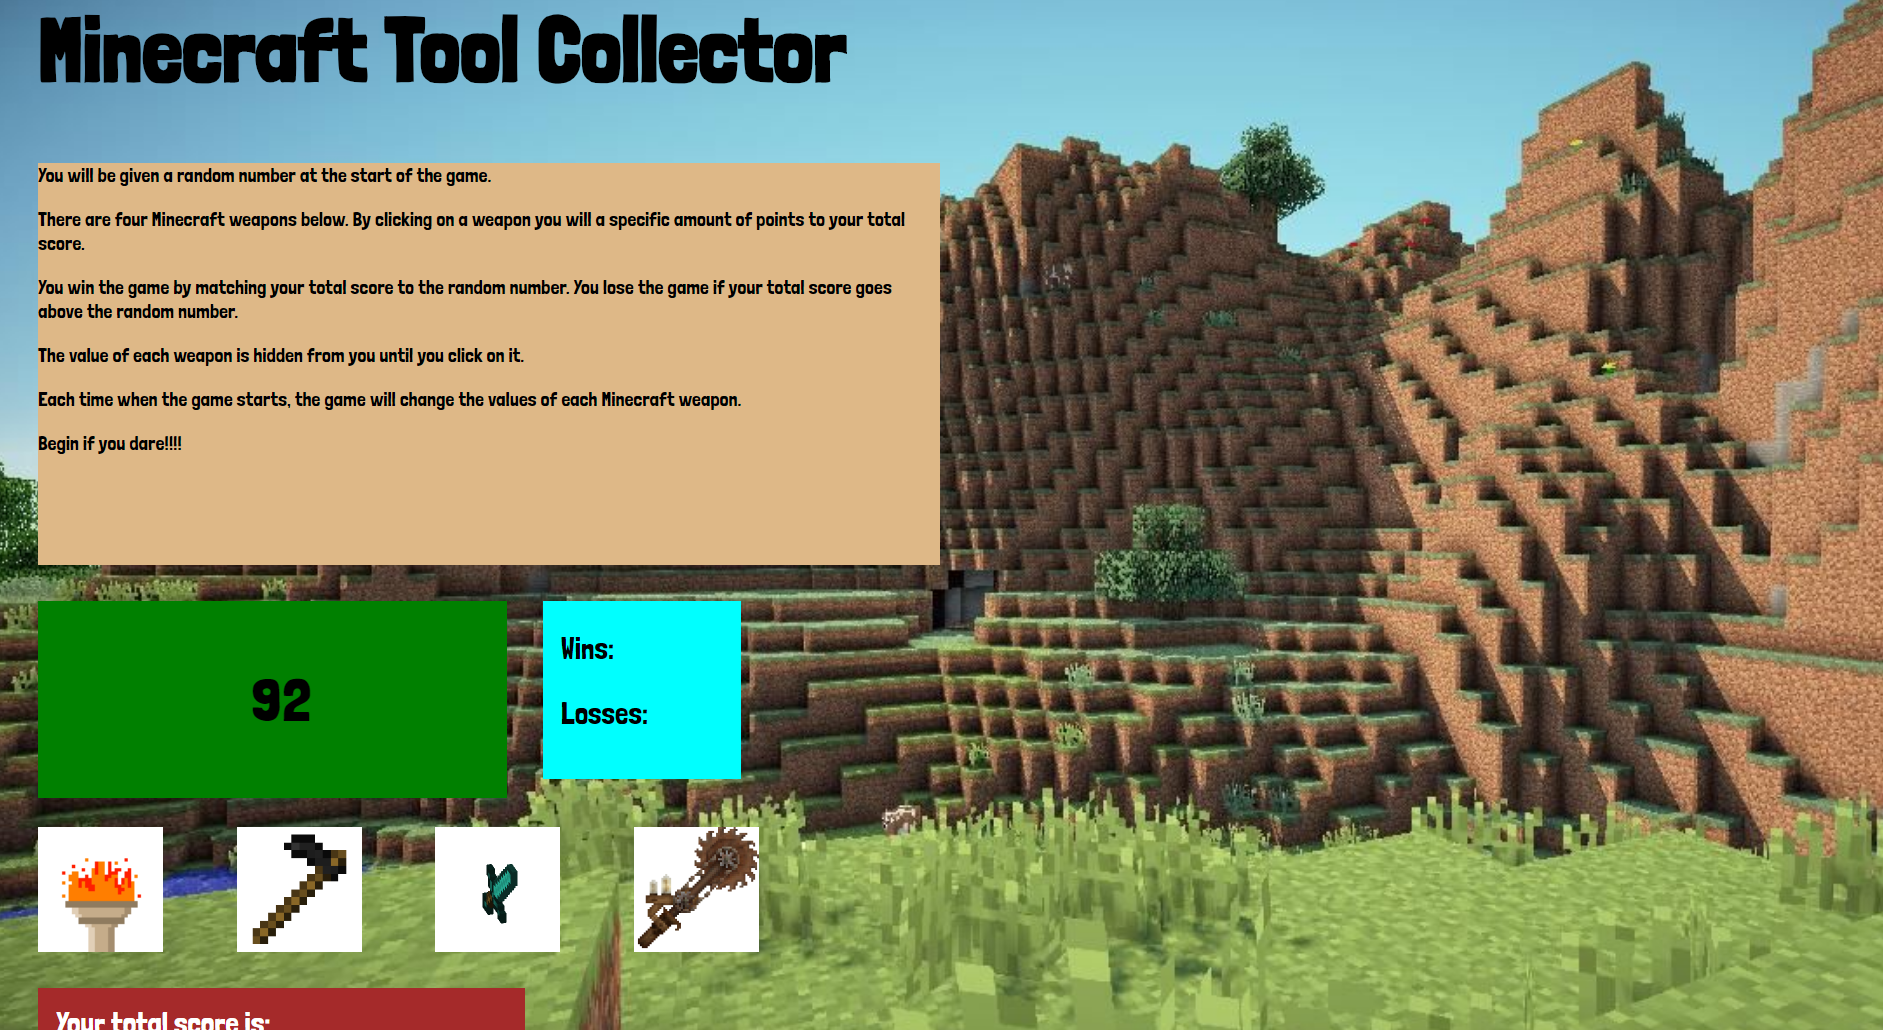 Minecraft Tool Collector
You will be given a random number at the start of the game.
There are four Minecraft weapons below. By clicking on a weapon you will a specific amount of points to your total
score.
You win the game by matching your total score to the random number. You lose the game if your total score goes
above the random number.
The value of each weapon is hidden from you until you click on it.
Each time when the game starts, the game will change the values of each Minecraft weapon.
Begin if you dare!!!!
92
Wins:
Losses:
Your total score is: